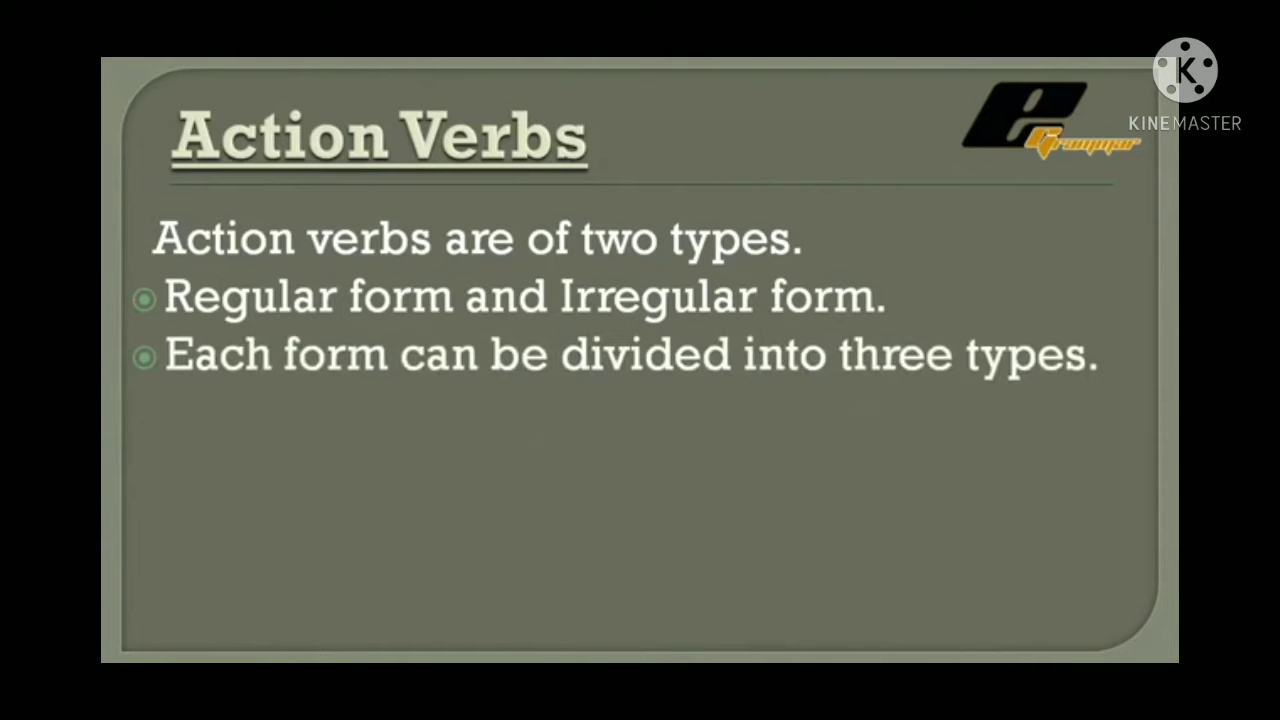 Action Verbs
e Grammar
KINEMASTER
Action verbs are of two types.
Regular form and Irregular form.
Each form can be divided into three types.